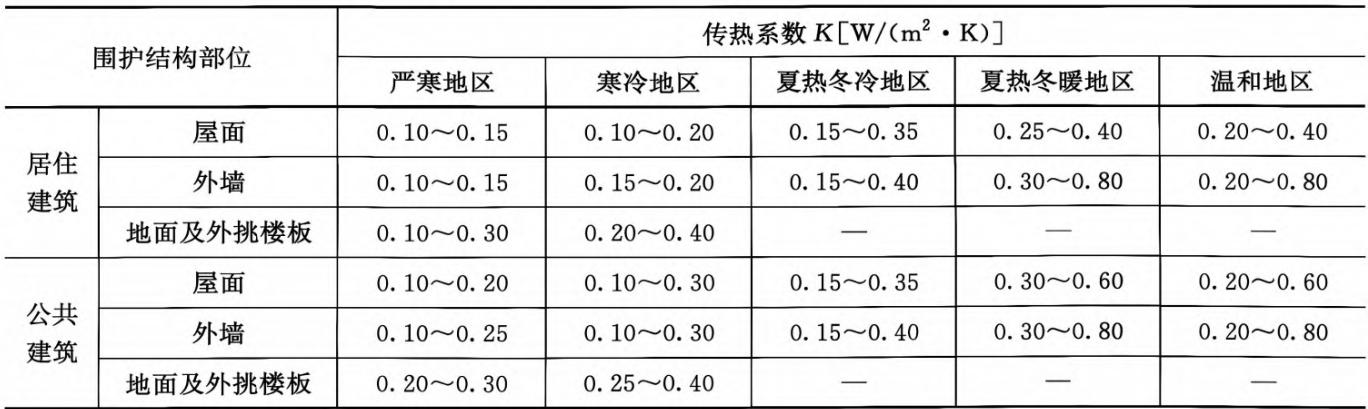 围护结构部位 传热系数 K[W/(m²・K)]
严寒地区 寒冷地区 夏热冬冷地区 夏热冬暖地区 温和地区
居住建筑 屋面 0.10～0.15 0.10～0.20 0.15～0.35 0.25～0.40 0.20～0.40
外墙 0.10～0.15 0.15～0.20 0.15～0.40 0.30～0.80 0.20～0.80
地面及外挑楼板 0.10～0.30 0.20～0.40 — — —
公共建筑 屋面 0.10～0.20 0.10～0.30 0.15～0.35 0.30～0.60 0.20～0.60
外墙 0.10～0.25 0.10～0.30 0.15～0.40 0.30～0.80 0.20～0.80
地面及外挑楼板 0.20～0.30 0.25～0.40 — — —